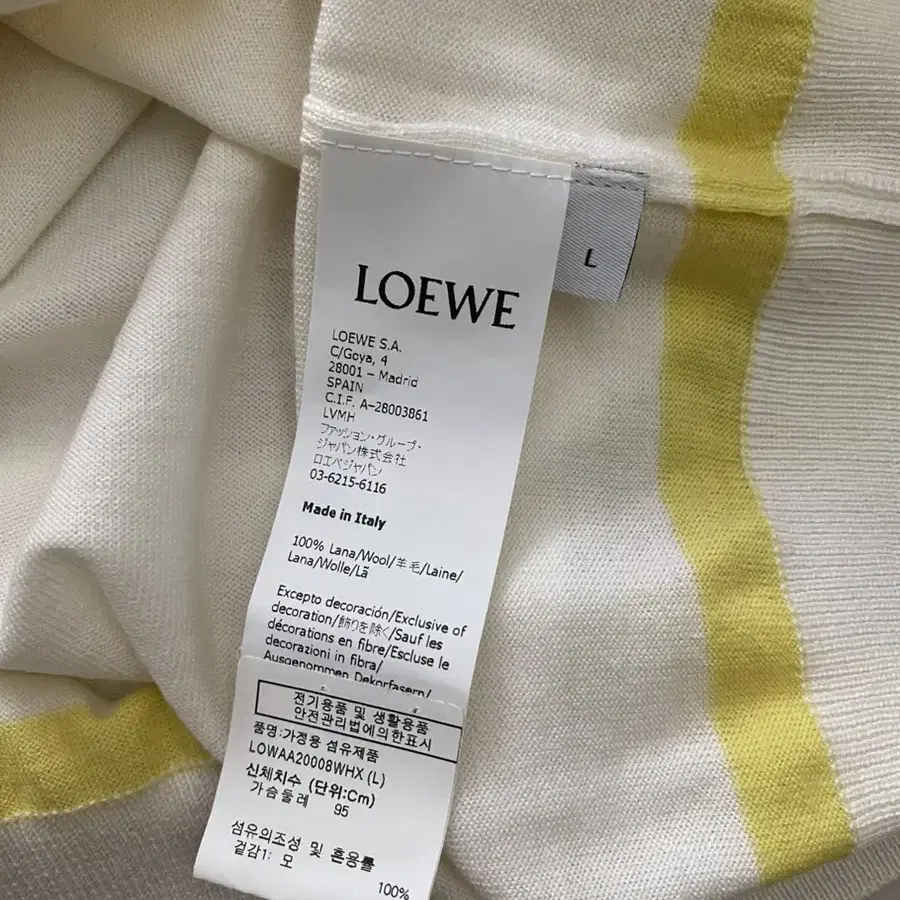 LOEWE
L
LOEWE S.A.
C/Goya, 4
28001 – Madrid
SPAIN
C.I.F. A-28003861
LVMH
ファッション・グループ・
ジャパン株式会社
ロエベジャパン
03-6215-6116
Made in Italy
100% Lana/Wool/羊毛/Laine/
Lana/Wolle/Lã
Excepto decoración/Exclusive of
decoration/飾りを除く/Sauf les
décorations en fibre/Escluse le
decorazioni in fibra/
Ausgenommen Dekorfasern/
전기용품 및 생활용품
안전관리법에의한표시
품명:가정용 섬유제품
LOWAA20008WHX (L)
신체치수 (단위:Cm)
가슴둘레 95
섬유의조성 및 혼용률
겉감1: 모 100%